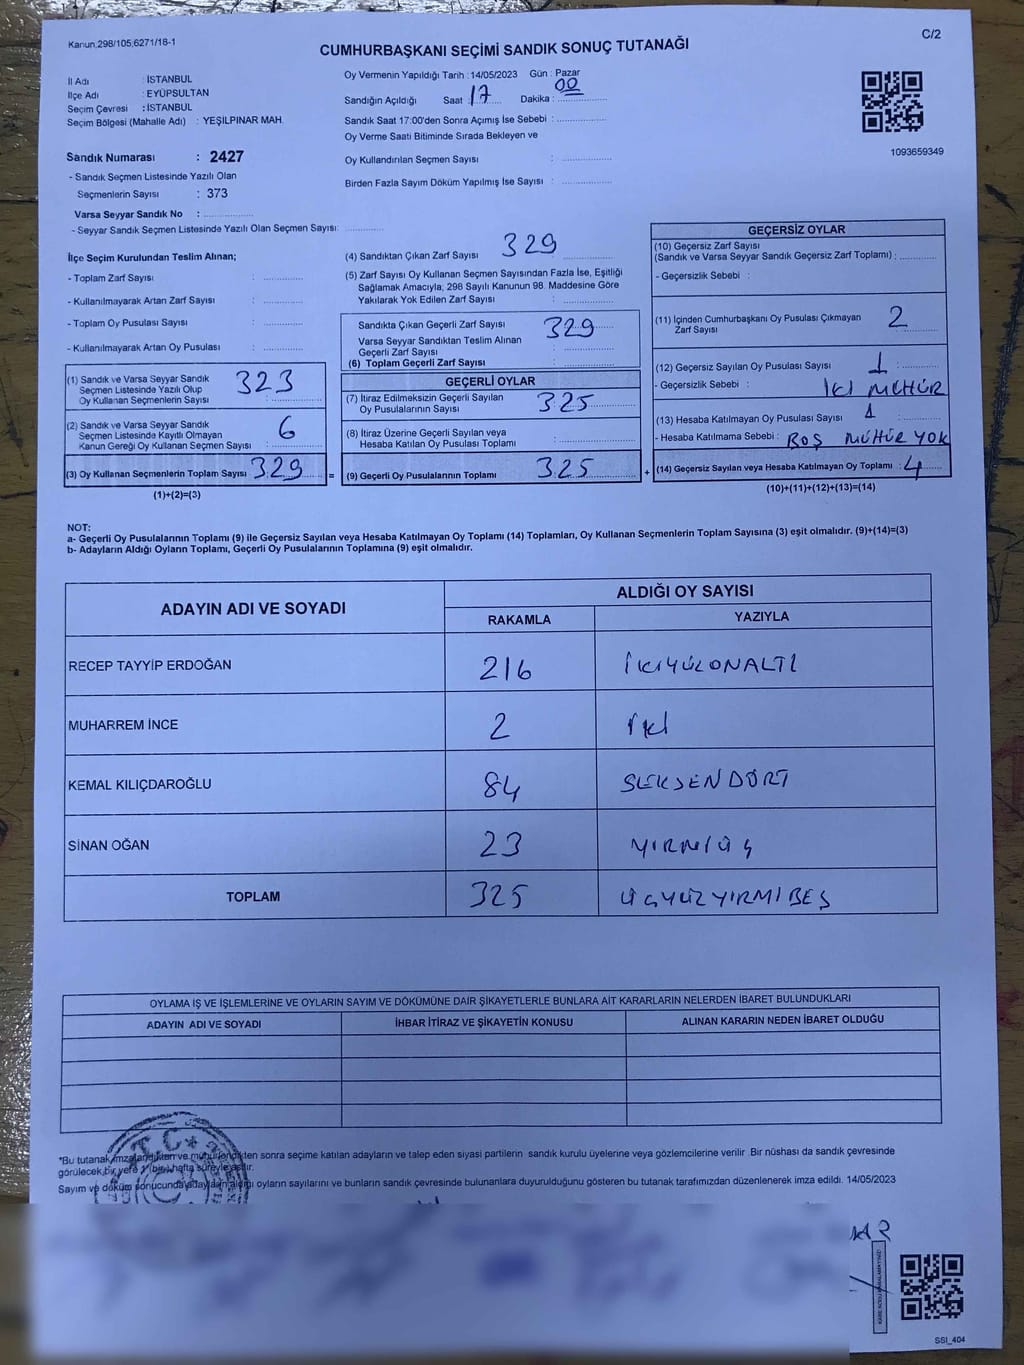 Kanun,298/105;6271/18-1
C/2
CUMHURBAŞKANI SEÇİMİ SANDIK SONUÇ TUTANAĞI
İl Adı : İSTANBUL
İlçe Adı : EYÜPSULTAN
Seçim Çevresi : İSTANBUL
Seçim Bölgesi (Mahalle Adı) : YEŞİLPINAR MAH.
Sandık Numarası : 2427
- Sandık Seçmen Listesinde Yazılı Olan
Seçmenlerin Sayısı : 373
Varsa Seyyar Sandık No : ..............
- Seyyar Sandık Seçmen Listesinde Yazılı Olan Seçmen Sayısı: ..............
Oy Vermenin Yapıldığı Tarih : 14/05/2023 Gün : Pazar
Sandığın Açıldığı Saat 17 Dakika : 00
Sandık Saat 17:00'den Sonra Açımış İse Sebebi : ..............
Oy Verme Saati Bitiminde Sırada Bekleyen ve
Oy Kullandırılan Seçmen Sayısı : ..............
Birden Fazla Sayım Döküm Yapılmış İse Sayısı : ..............
1093659349
İlçe Seçim Kurulundan Teslim Alınan;
- Toplam Zarf Sayısı : ..............
- Kullanılmayarak Artan Zarf Sayısı : ..............
- Toplam Oy Pusulası Sayısı : ..............
- Kullanılmayarak Artan Oy Pusulası : ..............
(1) Sandık ve Varsa Seyyar Sandık
Seçmen Listesinde Yazılı Olup
Oy Kullanan Seçmenlerin Sayısı : 323
(2) Sandık ve Varsa Seyyar Sandık
Seçmen Listesinde Kayıtlı Olmayan
Kanun Gereği Oy Kullanan Seçmen Sayısı : 6
(3) Oy Kullanan Seçmenlerin Toplam Sayısı : 329 =
(1)+(2)=(3)
(4) Sandıktan Çıkan Zarf Sayısı : 329
(5) Zarf Sayısı Oy Kullanan Seçmen Sayısından Fazla İse, Eşitliği
Sağlamak Amacıyla; 298 Sayılı Kanunun 98. Maddesine Göre
Yakılarak Yok Edilen Zarf Sayısı : ..............
Sandıkta Çıkan Geçerli Zarf Sayısı : 329
Varsa Seyyar Sandıktan Teslim Alınan
Geçerli Zarf Sayısı : ..............
(6) Toplam Geçerli Zarf Sayısı : ..............
GEÇERLİ OYLAR
(7) İtiraz Edilmeksizin Geçerli Sayılan
Oy Pusulalarının Sayısı : 325
(8) İtiraz Üzerine Geçerli Sayılan veya
Hesaba Katılan Oy Pusulası Toplamı : ..............
(9) Geçerli Oy Pusulalarının Toplamı : 325 +
GEÇERSİZ OYLAR
(10) Geçersiz Zarf Sayısı
(Sandık ve Varsa Seyyar Sandık Geçersiz Zarf Toplamı) : ..........
- Geçersizlik Sebebi :
(11) İçinden Cumhurbaşkanı Oy Pusulası Çıkmayan
Zarf Sayısı : 2
(12) Geçersiz Sayılan Oy Pusulası Sayısı : 1
- Geçersizlik Sebebi : İKİ MÜHÜR
(13) Hesaba Katılmayan Oy Pusulası Sayısı : 1
- Hesaba Katılmama Sebebi : BOŞ MÜHÜR YOK
(14) Geçersiz Sayılan veya Hesaba Katılmayan Oy Toplamı : 4
(10)+(11)+(12)+(13)=(14)
NOT:
a- Geçerli Oy Pusulalarının Toplamı (9) ile Geçersiz Sayılan veya Hesaba Katılmayan Oy Toplamı (14) Toplamları, Oy Kullanan Seçmenlerin Toplam Sayısına (3) eşit olmalıdır. (9)+(14)=(3)
b- Adayların Aldığı Oyların Toplamı, Geçerli Oy Pusulalarının Toplamına (9) eşit olmalıdır.
ADAYIN ADI VE SOYADI ALDIĞI OY SAYISI
RAKAMLA YAZIYLA
RECEP TAYYİP ERDOĞAN 216 İKİYÜZONALTI
MUHARREM İNCE 2 İKİ
KEMAL KILIÇDAROĞLU 84 SEKSENDÖRT
SİNAN OĞAN 23 YIRMIÜÇ
TOPLAM 325 ÜÇYÜZYIRMIBEŞ
OYLAMA İŞ VE İŞLEMLERİNE VE OYLARIN SAYIM VE DÖKÜMÜNE DAİR ŞİKAYETLERLE BUNLARA AİT KARARLARIN NELERDEN İBARET BULUNDUKLARI
ADAYIN ADI VE SOYADI İHBAR İTİRAZ VE ŞİKAYETİN KONUSU ALINAN KARARIN NEDEN İBARET OLDUĞU
T.C.
*Bu tutanak imzalandıktan ve mühürlendikten sonra seçime katılan adayların ve talep eden siyasi partilerin sandık kurulu üyelerine veya gözlemcilerine verilir Bir nüshası da sandık çevresinde
görülecek bir yere 1 (bir) hafta süreyle asılır.
Sayım ve döküm sonucunda adayların aldığı oyların sayılarını ve bunların sandık çevresinde bulunanlara duyurulduğunu gösteren bu tutanak tarafımızdan düzenlenerek imza edildi. 14/05/2023
SSI_404